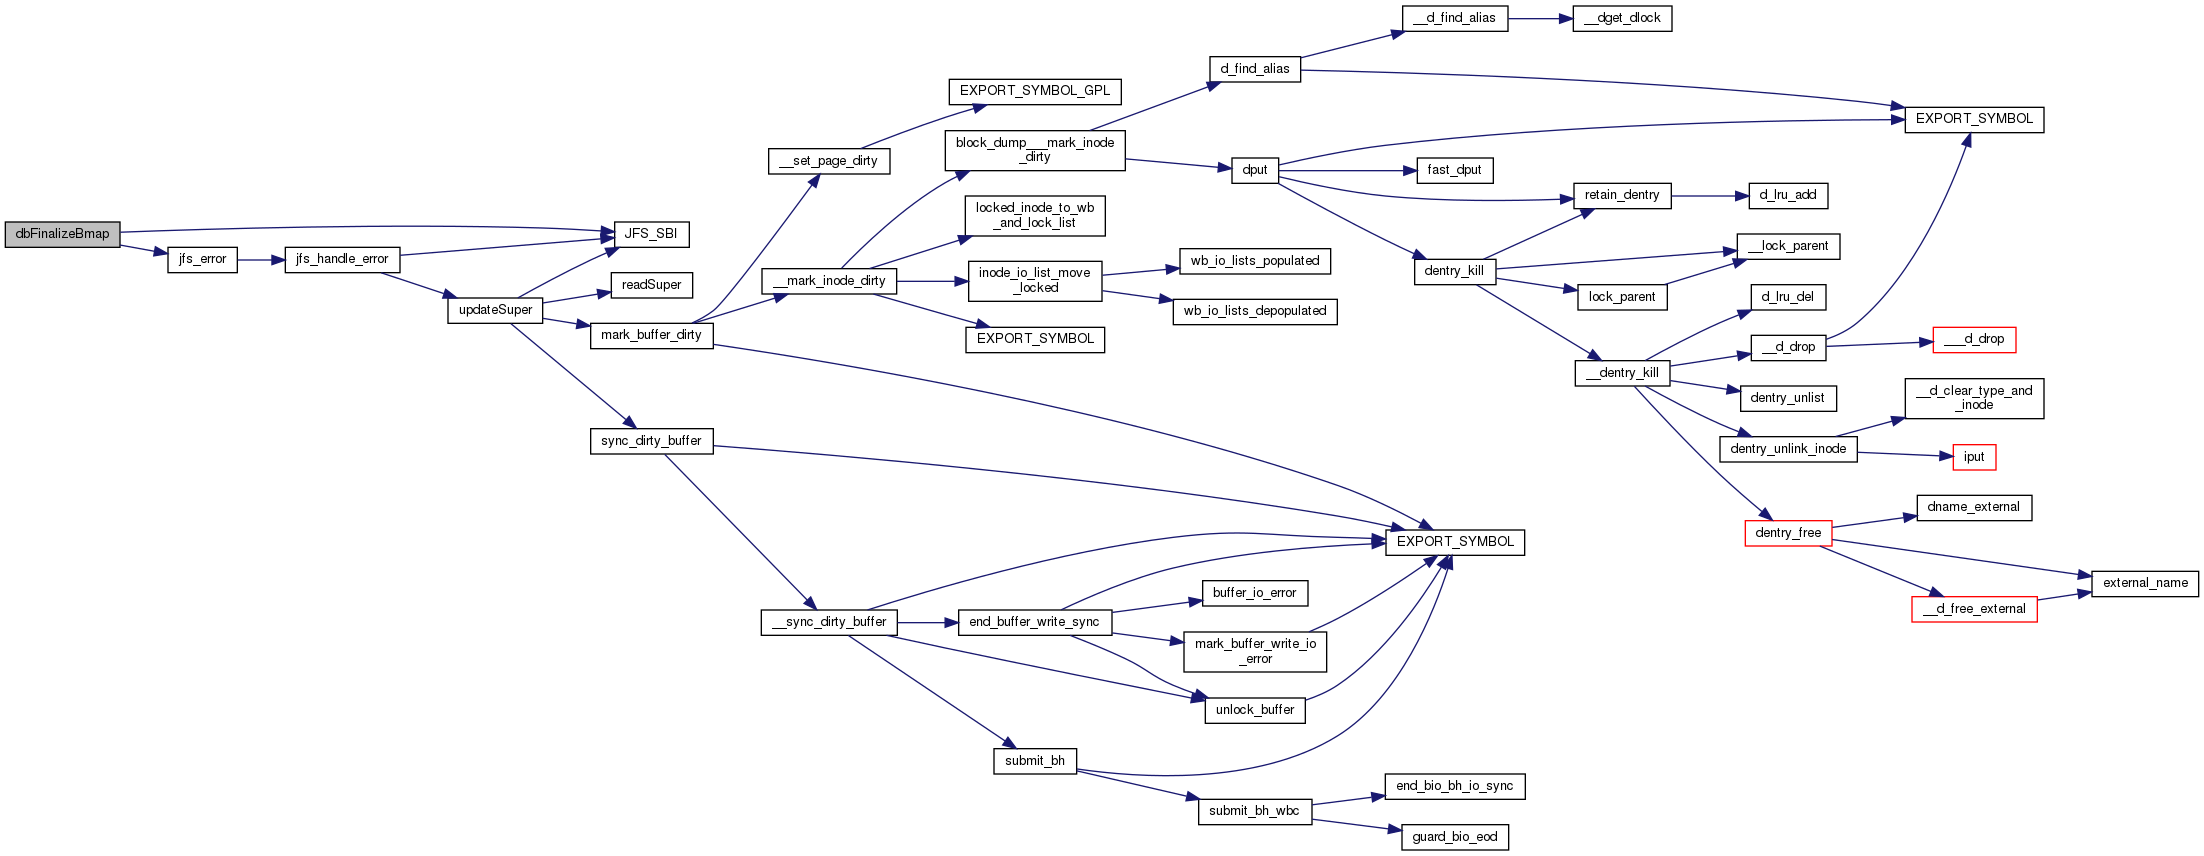 dbFinalizeBmap
jfs_error
jfs_handle_error
updateSuper
JFS_SBI
readSuper
mark_buffer_dirty
sync_dirty_buffer
__set_page_dirty
__mark_inode_dirty
__sync_dirty_buffer
EXPORT_SYMBOL_GPL
block_dump___mark_inode
_dirty
locked_inode_to_wb
_and_lock_list
inode_io_list_move
_locked
EXPORT_SYMBOL
end_buffer_write_sync
submit_bh
d_find_alias
dput
wb_io_lists_populated
wb_io_lists_depopulated
buffer_io_error
mark_buffer_write_io
_error
unlock_buffer
submit_bh_wbc
__d_find_alias
fast_dput
dentry_kill
EXPORT_SYMBOL
end_bio_bh_io_sync
guard_bio_eod
__dget_dlock
retain_dentry
lock_parent
__dentry_kill
d_lru_add
__lock_parent
d_lru_del
__d_drop
dentry_unlist
dentry_unlink_inode
dentry_free
EXPORT_SYMBOL
___d_drop
__d_clear_type_and
_inode
iput
dname_external
__d_free_external
external_name